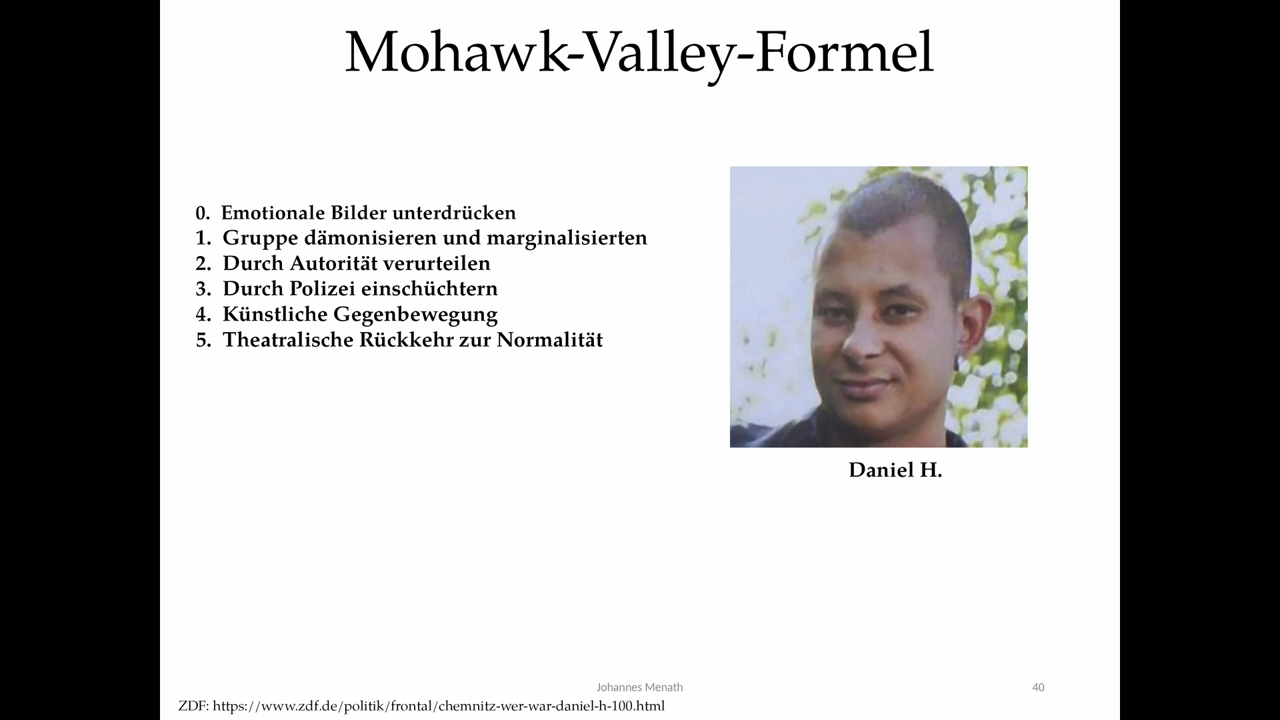 Mohawk-Valley-Formel
0. Emotionale Bilder unterdrücken
1. Gruppe dämonisieren und marginalisierten
2. Durch Autorität verurteilen
3. Durch Polizei einschüchtern
4. Künstliche Gegenbewegung
5. Theatralische Rückkehr zur Normalität
Daniel H.
Johannes Menath
40
ZDF: https://www.zdf.de/politik/frontal/chemnitz-wer-war-daniel-h-100.html